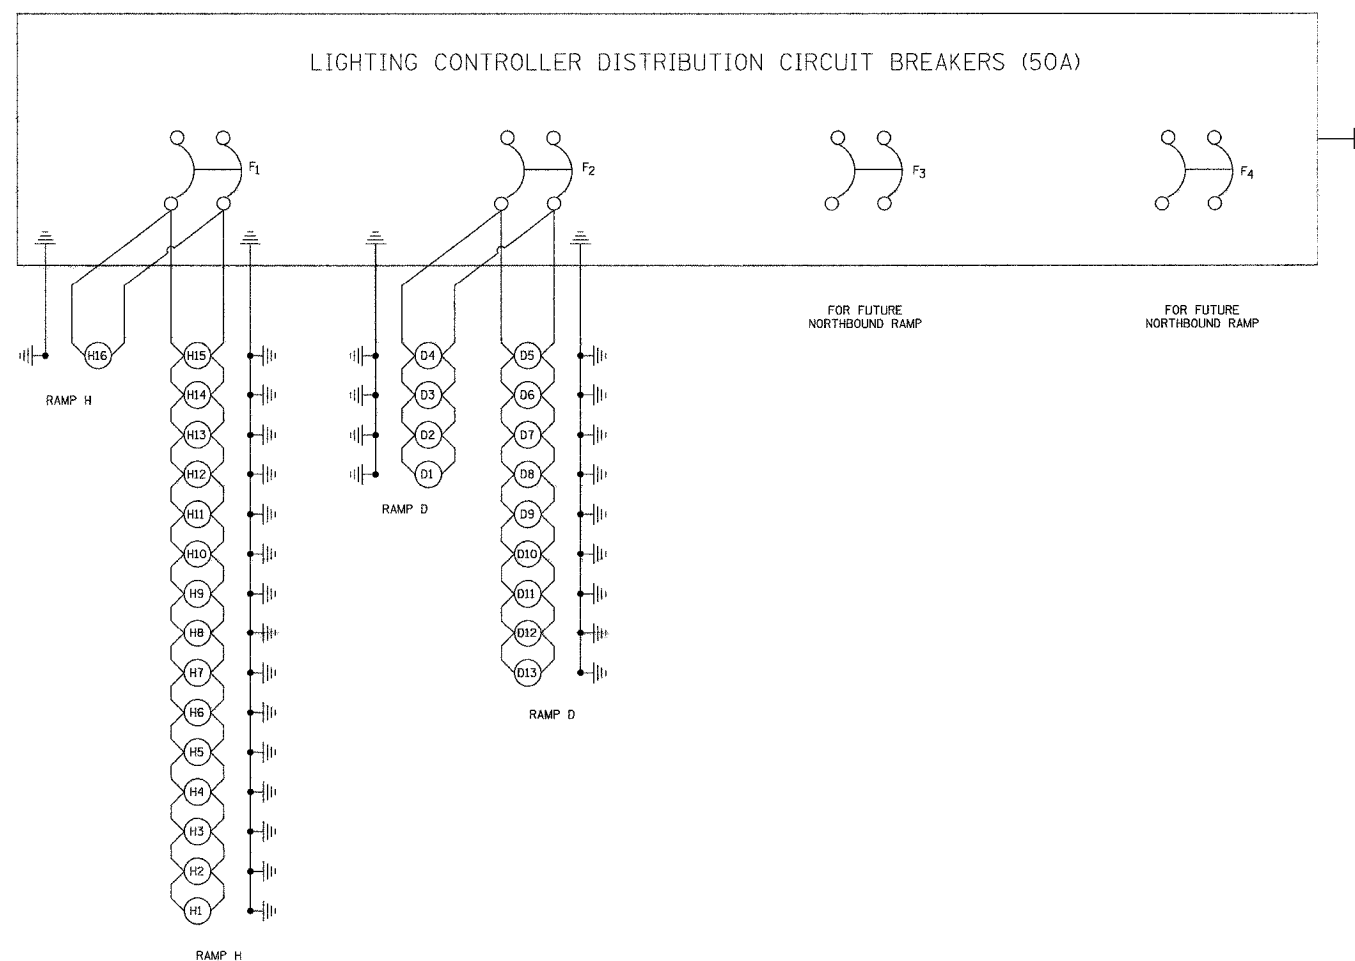 LIGHTING CONTROLLER DISTRIBUTION CIRCUIT BREAKERS (50A)
F1
F2
F3
F4
FOR FUTURE
NORTHBOUND RAMP
FOR FUTURE
NORTHBOUND RAMP
H16
H15
D4
D5
RAMP H
H14
D3
D6
H13
D2
D7
H12
D1
D8
RAMP D
H11
D9
H10
D10
H9
D11
H8
D12
H7
D13
H6
RAMP D
H5
H4
H3
H2
H1
RAMP H